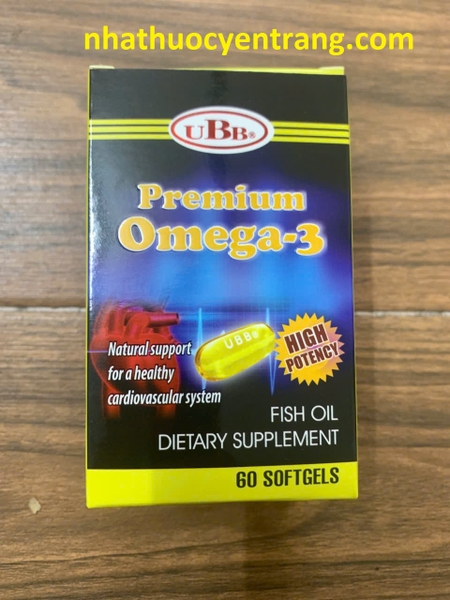 nhathuocyentrang.com
UBB®
Premium
Omega-3
Natural support
for a healthy
cardiovascular system
UBB®
HIGH
POTENCY
FISH OIL
DIETARY SUPPLEMENT
60 SOFTGELS